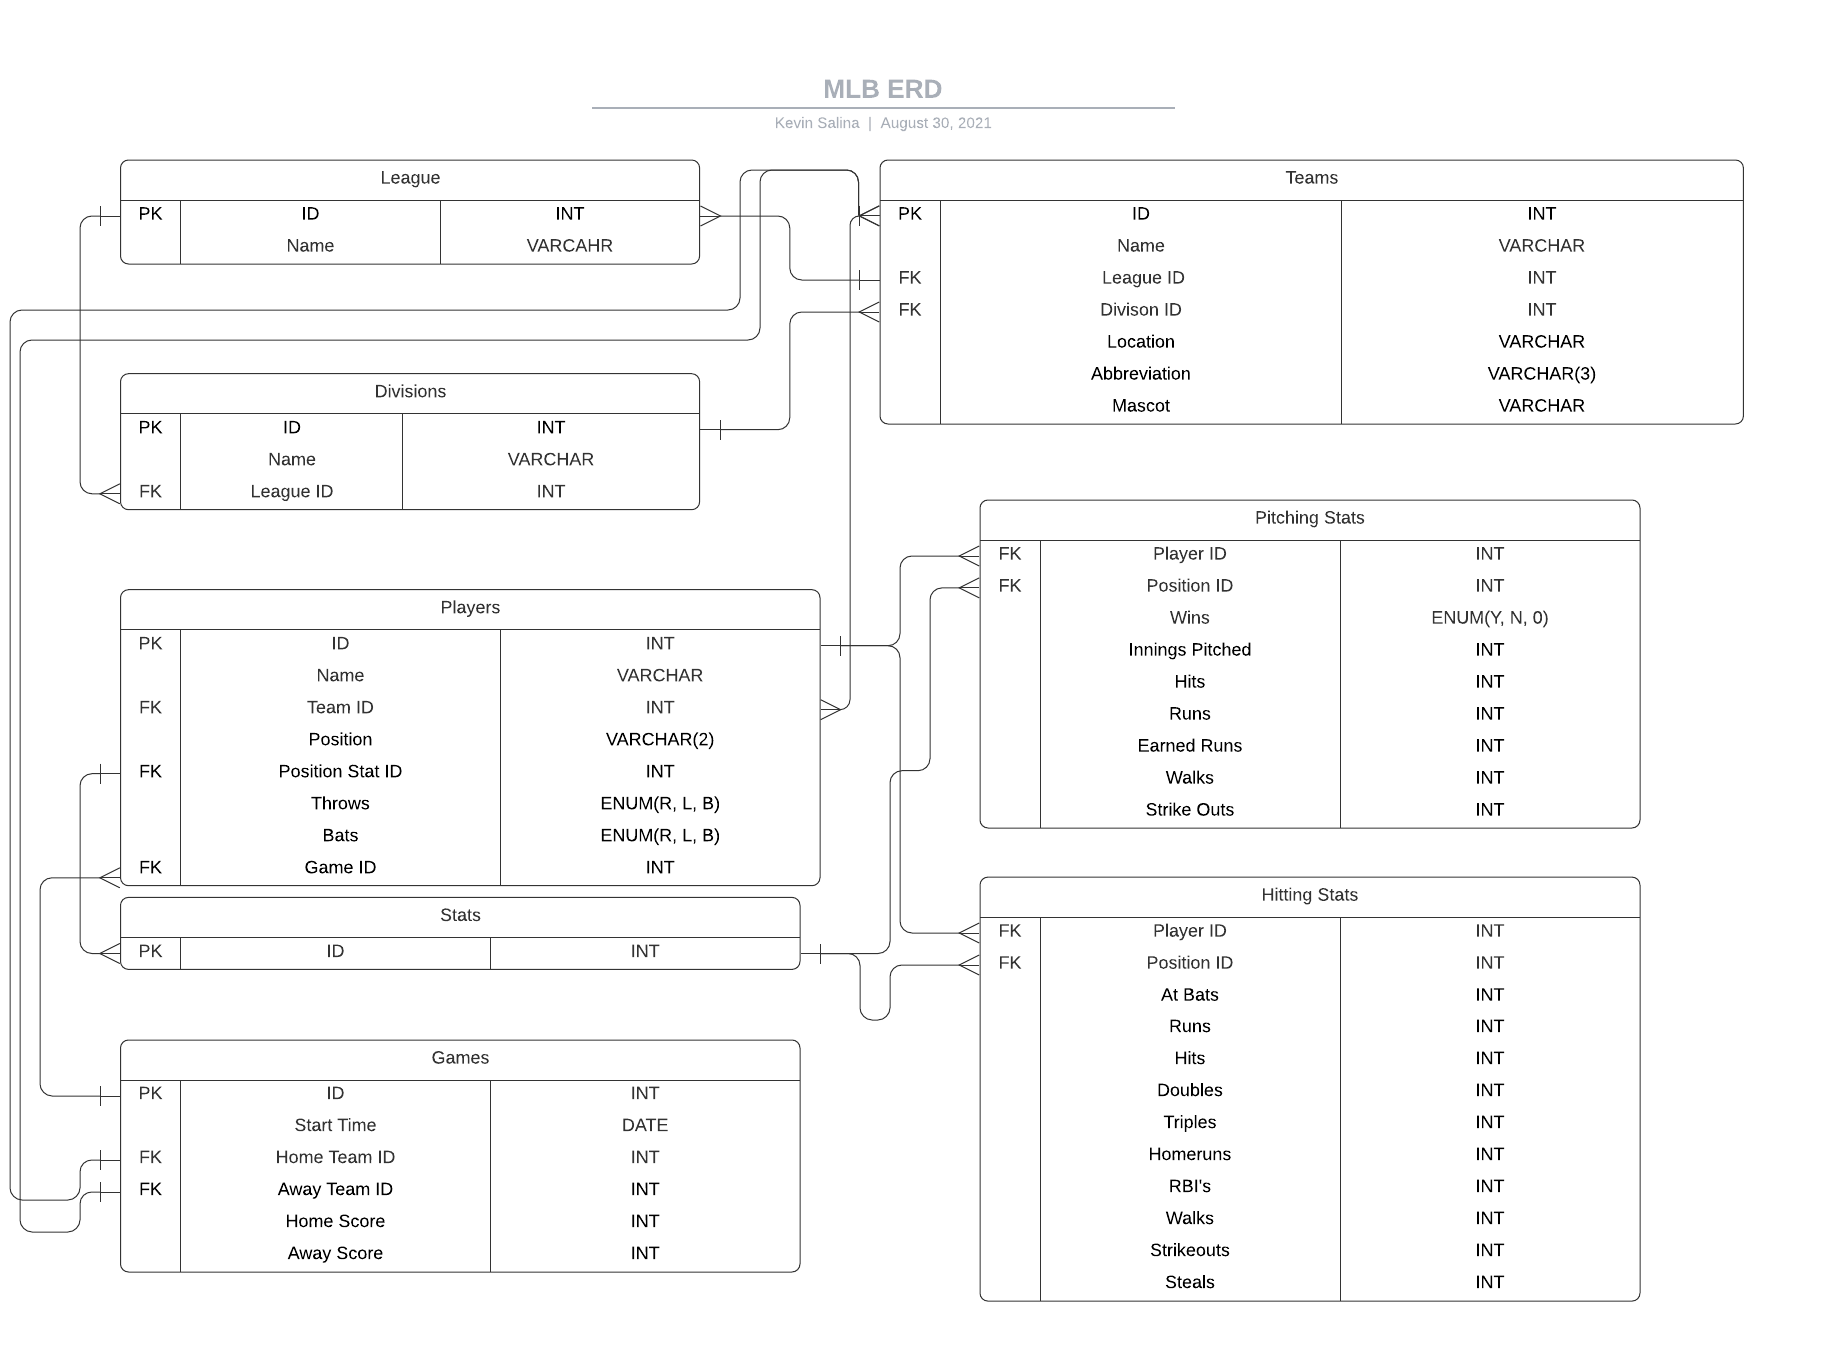 MLB ERD
Kevin Salina | August 30, 2021
League
PK ID INT
Name VARCAHR
Teams
PK ID INT
Name VARCHAR
FK League ID INT
FK Divison ID INT
Location VARCHAR
Abbreviation VARCHAR(3)
Mascot VARCHAR
Divisions
PK ID INT
Name VARCHAR
FK League ID INT
Pitching Stats
FK Player ID INT
FK Position ID INT
Wins ENUM(Y, N, 0)
Innings Pitched INT
Hits INT
Runs INT
Earned Runs INT
Walks INT
Strike Outs INT
Players
PK ID INT
Name VARCHAR
FK Team ID INT
Position VARCHAR(2)
FK Position Stat ID INT
Throws ENUM(R, L, B)
Bats ENUM(R, L, B)
FK Game ID INT
Stats
PK ID INT
Hitting Stats
FK Player ID INT
FK Position ID INT
At Bats INT
Runs INT
Hits INT
Doubles INT
Triples INT
Homeruns INT
RBI's INT
Walks INT
Strikeouts INT
Steals INT
Games
PK ID INT
Start Time DATE
FK Home Team ID INT
FK Away Team ID INT
Home Score INT
Away Score INT